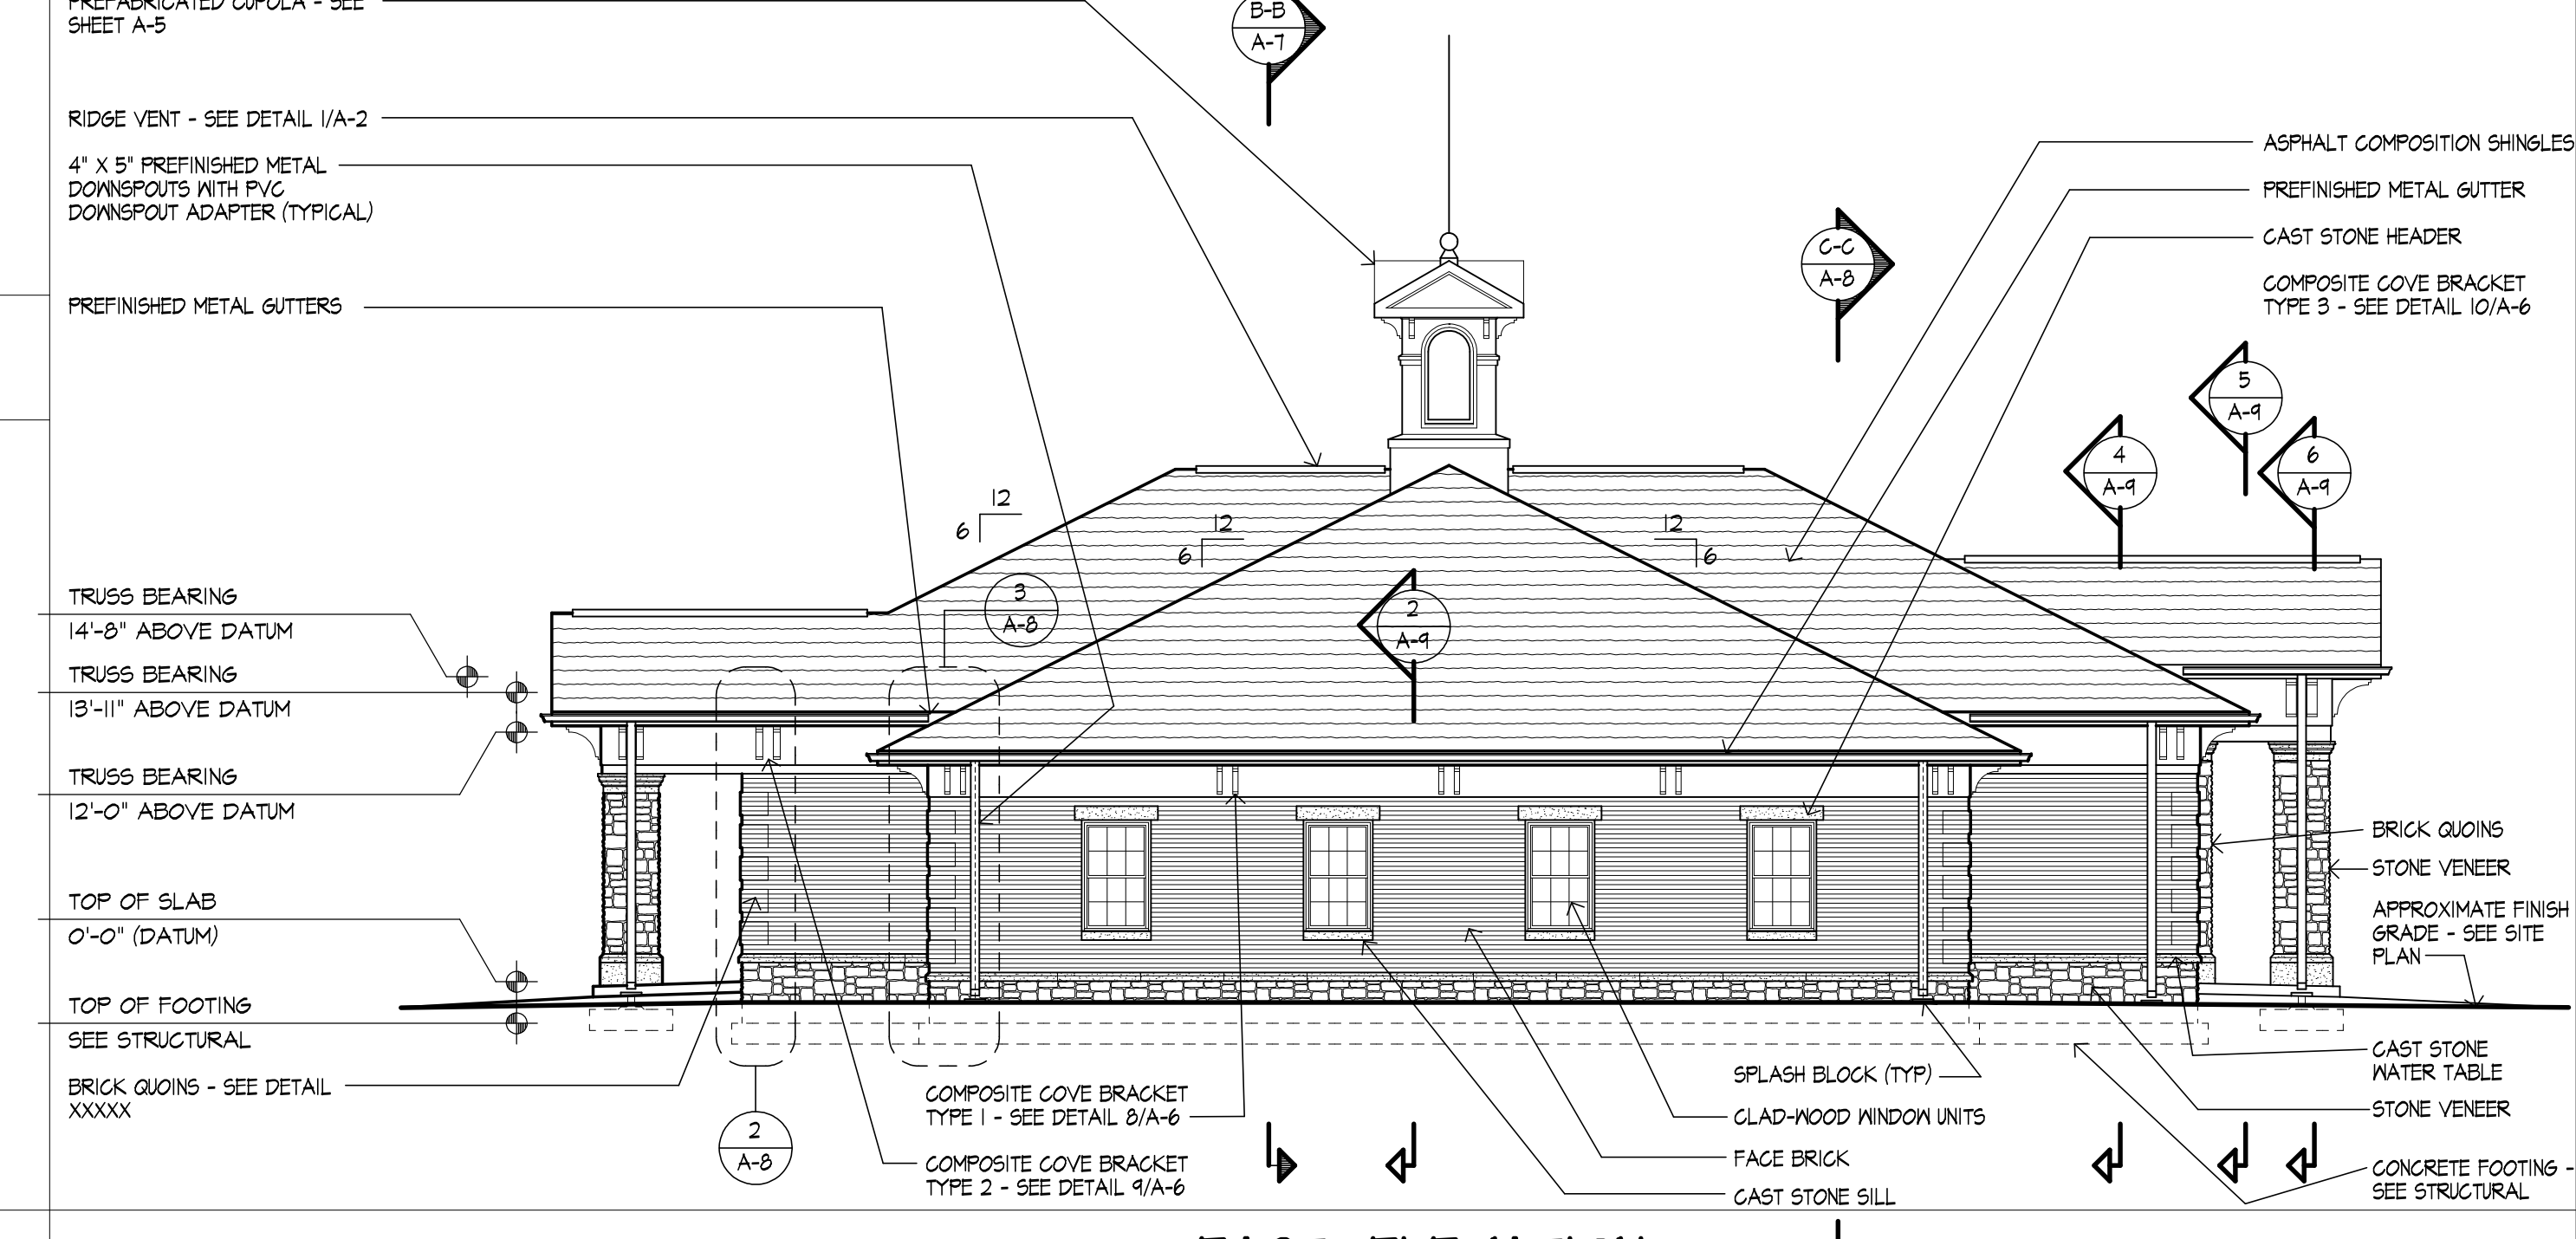 PREFABRICATED CUPOLA - SEE
SHEET A-5
RIDGE VENT - SEE DETAIL 1/A-2
4" X 5" PREFINISHED METAL
DOWNSPOUTS WITH PVC
DOWNSPOUT ADAPTER (TYPICAL)
PREFINISHED METAL GUTTERS
TRUSS BEARING
14'-8" ABOVE DATUM
TRUSS BEARING
13'-11" ABOVE DATUM
TRUSS BEARING
12'-0" ABOVE DATUM
TOP OF SLAB
0'-0" (DATUM)
TOP OF FOOTING
SEE STRUCTURAL
BRICK QUOINS - SEE DETAIL
XXXXX
B-B
A-7
C-C
A-8
5
A-9
4
A-9
6
A-9
12
6
12
6
12
6
3
A-8
2
A-9
2
A-8
COMPOSITE COVE BRACKET
TYPE 1 - SEE DETAIL 8/A-6
COMPOSITE COVE BRACKET
TYPE 2 - SEE DETAIL 9/A-6
SPLASH BLOCK (TYP)
CLAD-WOOD WINDOW UNITS
FACE BRICK
CAST STONE SILL
ASPHALT COMPOSITION SHINGLES
PREFINISHED METAL GUTTER
CAST STONE HEADER
COMPOSITE COVE BRACKET
TYPE 3 - SEE DETAIL 10/A-6
BRICK QUOINS
STONE VENEER
APPROXIMATE FINISH
GRADE - SEE SITE
PLAN
CAST STONE
WATER TABLE
STONE VENEER
CONCRETE FOOTING -
SEE STRUCTURAL